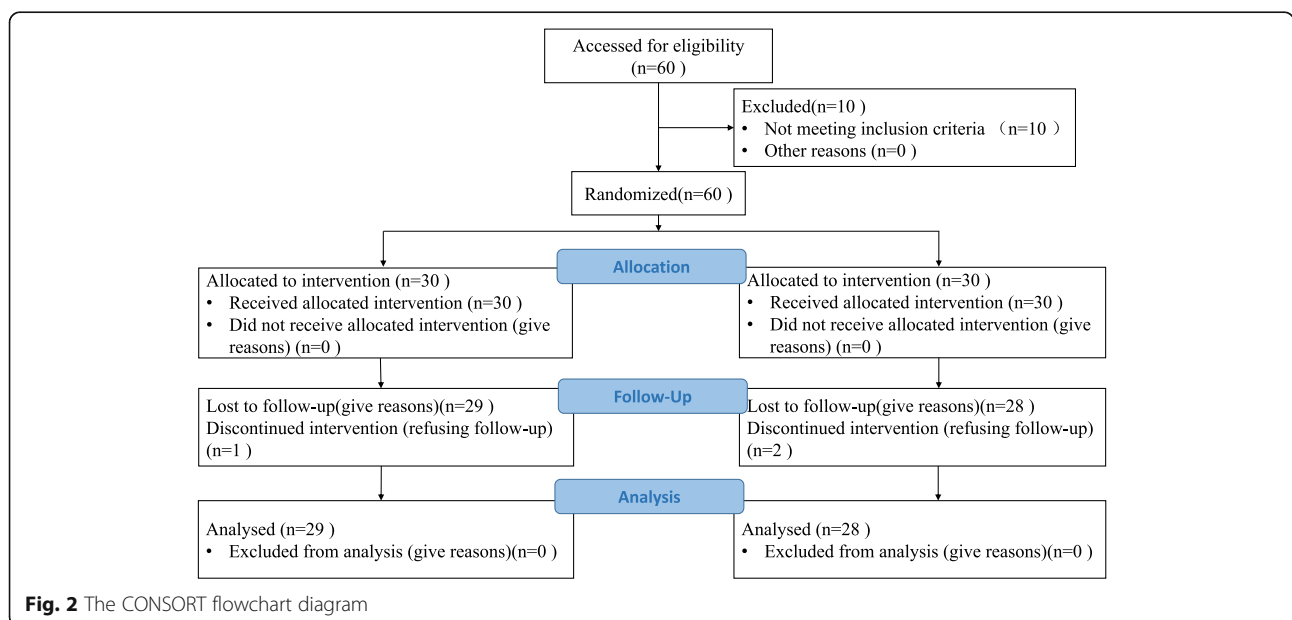 Accessed for eligibility
(n=60 )
Excluded(n=10 )
• Not meeting inclusion criteria （n=10 ）
• Other reasons (n=0 )
Randomized(n=60 )
Allocation
Allocated to intervention (n=30 )
• Received allocated intervention (n=30 )
• Did not receive allocated intervention (give
reasons) (n=0 )
Allocated to intervention (n=30 )
• Received allocated intervention (n=30 )
• Did not receive allocated intervention (give
reasons) (n=0 )
Follow-Up
Lost to follow-up(give reasons)(n=29 )
Discontinued intervention (refusing follow-up)
(n=1 )
Lost to follow-up(give reasons)(n=28 )
Discontinued intervention (refusing follow-up)
(n=2 )
Analysis
Analysed (n=29 )
• Excluded from analysis (give reasons)(n=0 )
Analysed (n=28 )
• Excluded from analysis (give reasons)(n=0 )
Fig. 2 The CONSORT flowchart diagram